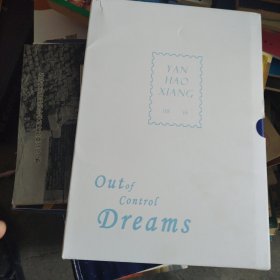 YAN
HAO
XIANG
Out of
Control
Dreams